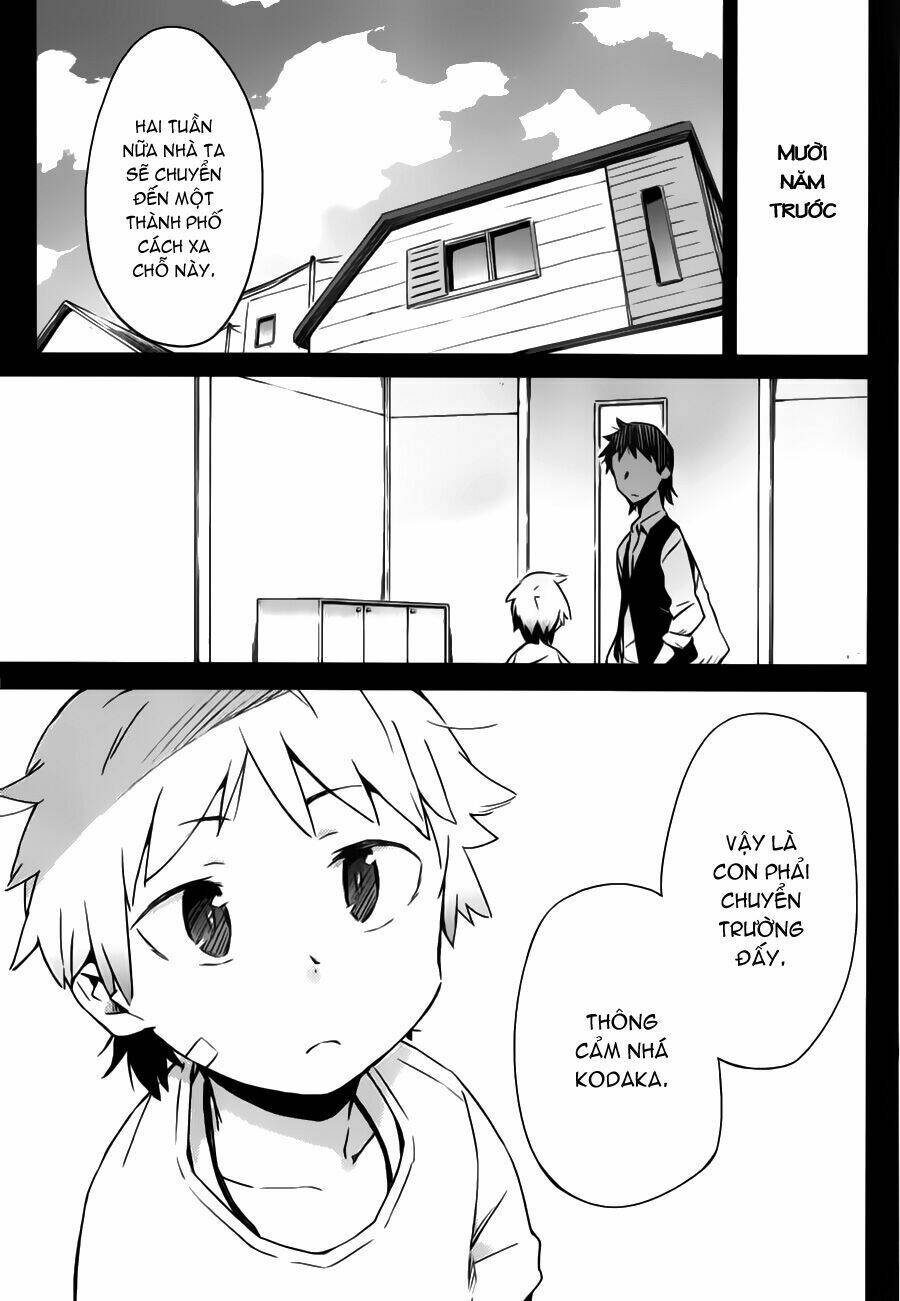 MƯỜI
NĂM
TRƯỚC
HAI TUẦN
NỮA NHÀ TA
SẼ CHUYỂN
ĐẾN MỘT
THÀNH PHỐ
CÁCH XA
CHỖ NÀY.
VẬY LÀ
CON PHẢI
CHUYỂN
TRƯỜNG
ĐẤY.
THÔNG
CẢM NHÁ
KODAKA.